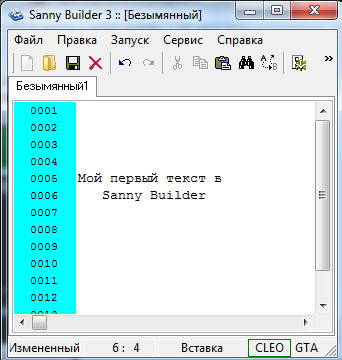 Sanny Builder 3 :: [Безымянный]
Файл Правка Запуск Сервис Справка
Безымянный1
0001
0002
0003
0004
0005 Мой первый текст в
0006 Sanny Builder
0007
0008
0009
0010
0011
0012
Измененный 6: 4 Вставка CLEO GTA